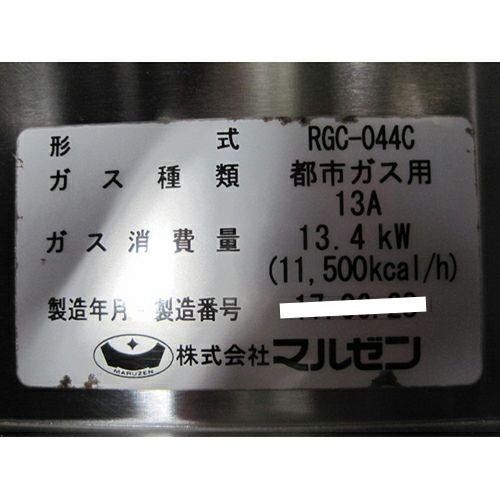 形 式 RGC-044C
ガス種類 都市ガス用
13A
ガス消費量 13.4kW
(11,500kcal/h)
製造年月・製造番号
MARUZEN 株式会社 マルゼン